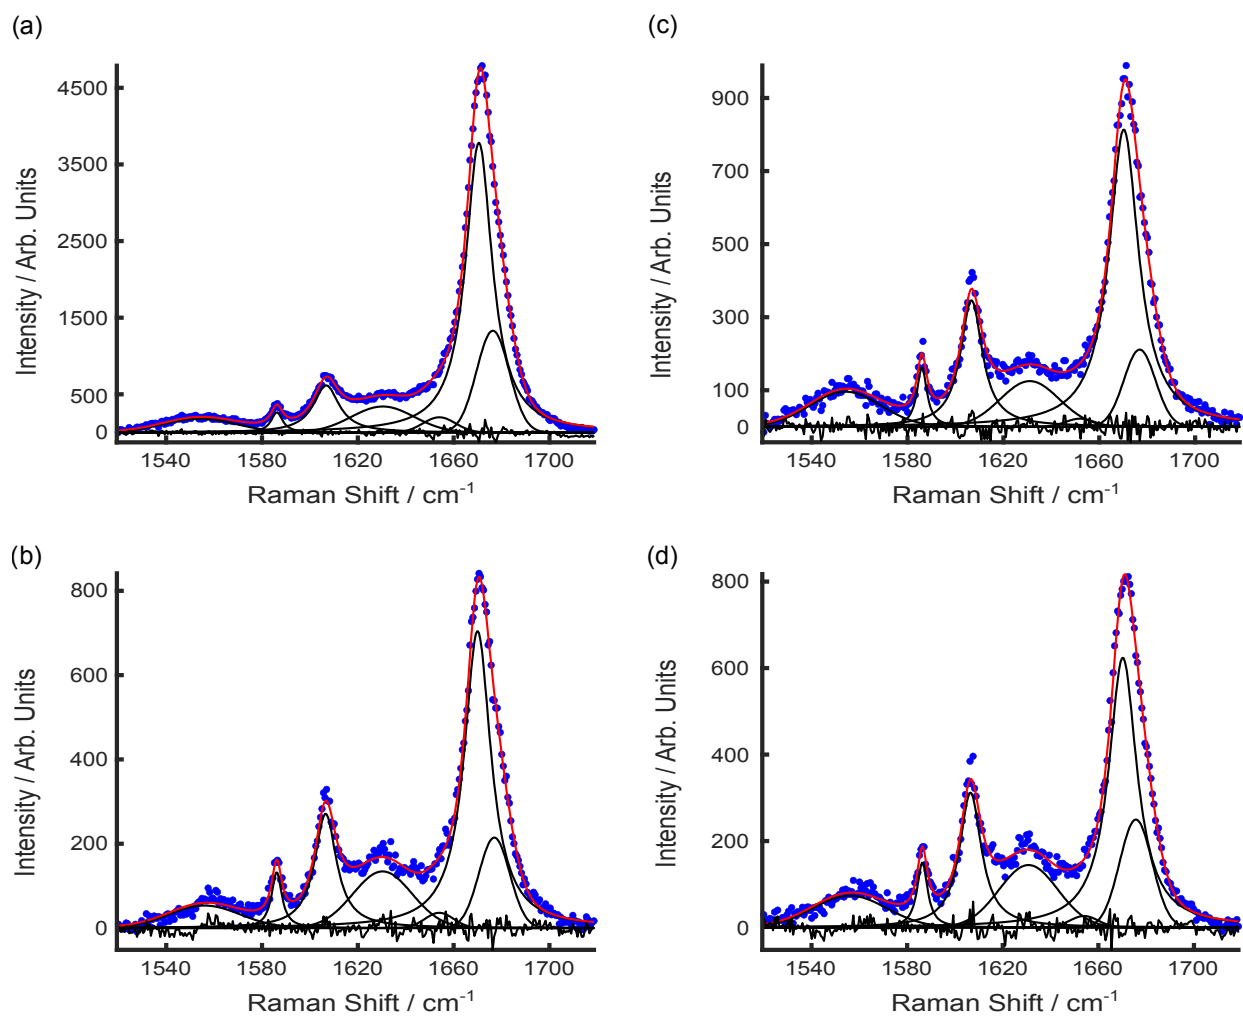 (a)
4500
3500
2500
1500
500
0
Intensity / Arb. Units
1540 1580 1620 1660 1700
Raman Shift / cm-1
(c)
900
700
500
300
100
0
Intensity / Arb. Units
1540 1580 1620 1660 1700
Raman Shift / cm-1
(b)
800
600
400
200
0
Intensity / Arb. Units
1540 1580 1620 1660 1700
Raman Shift / cm-1
(d)
800
600
400
200
0
Intensity / Arb. Units
1540 1580 1620 1660 1700
Raman Shift / cm-1